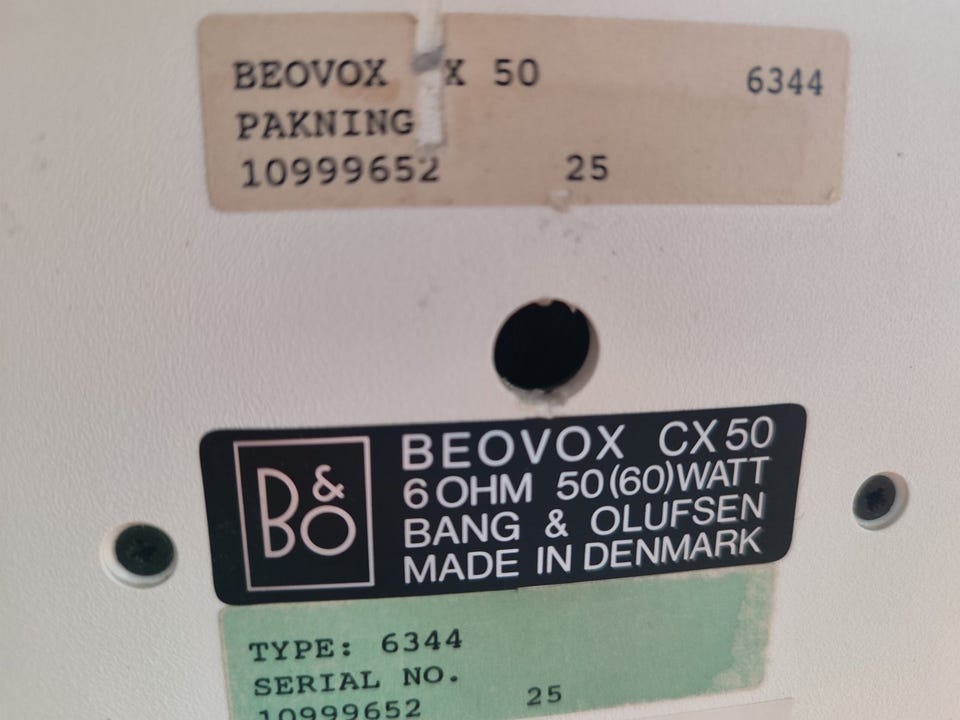 BEOVOX X 50 6344
PAKNING
10999652 25
B&O
BEOVOX CX50
6 OHM 50(60)WATT
BANG & OLUFSEN
MADE IN DENMARK
TYPE: 6344
SERIAL NO.
10999652 25